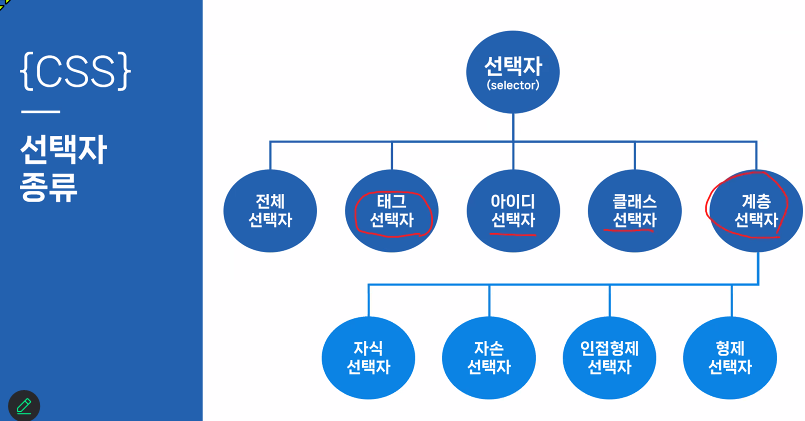 {CSS}
선택자
종류
선택자
(selector)
전체
선택자
태그
선택자
아이디
선택자
클래스
선택자
계층
선택자
자식
선택자
자손
선택자
인접형제
선택자
형제
선택자